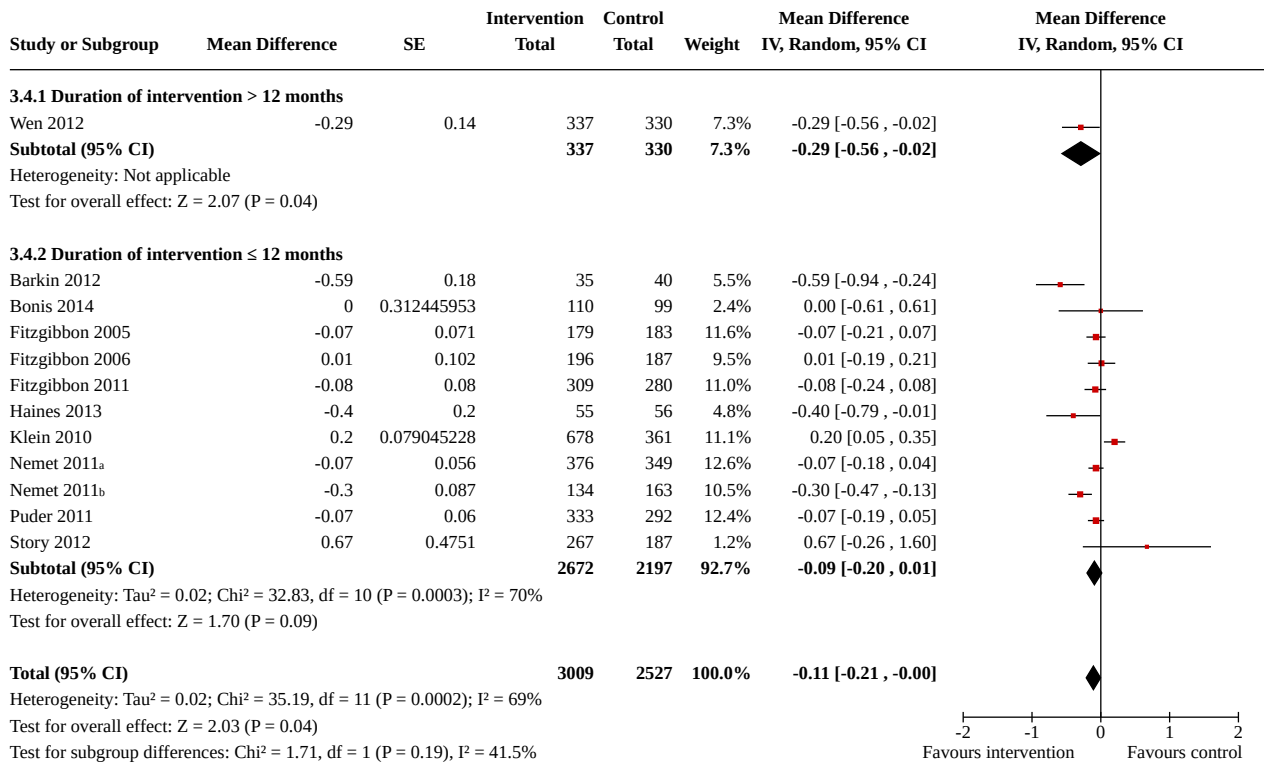 Intervention Control Mean Difference Mean Difference
Study or Subgroup Mean Difference SE Total Total Weight IV, Random, 95% CI IV, Random, 95% CI
3.4.1 Duration of intervention > 12 months
Wen 2012 -0.29 0.14 337 330 7.3% -0.29 [-0.56 , -0.02]
Subtotal (95% CI) 337 330 7.3% -0.29 [-0.56 , -0.02]
Heterogeneity: Not applicable
Test for overall effect: Z = 2.07 (P = 0.04)
3.4.2 Duration of intervention ≤ 12 months
Barkin 2012 -0.59 0.18 35 40 5.5% -0.59 [-0.94 , -0.24]
Bonis 2014 0 0.312445953 110 99 2.4% 0.00 [-0.61 , 0.61]
Fitzgibbon 2005 -0.07 0.071 179 183 11.6% -0.07 [-0.21 , 0.07]
Fitzgibbon 2006 0.01 0.102 196 187 9.5% 0.01 [-0.19 , 0.21]
Fitzgibbon 2011 -0.08 0.08 309 280 11.0% -0.08 [-0.24 , 0.08]
Haines 2013 -0.4 0.2 55 56 4.8% -0.40 [-0.79 , -0.01]
Klein 2010 0.2 0.079045228 678 361 11.1% 0.20 [0.05 , 0.35]
Nemet 2011a -0.07 0.056 376 349 12.6% -0.07 [-0.18 , 0.04]
Nemet 2011b -0.3 0.087 134 163 10.5% -0.30 [-0.47 , -0.13]
Puder 2011 -0.07 0.06 333 292 12.4% -0.07 [-0.19 , 0.05]
Story 2012 0.67 0.4751 267 187 1.2% 0.67 [-0.26 , 1.60]
Subtotal (95% CI) 2672 2197 92.7% -0.09 [-0.20 , 0.01]
Heterogeneity: Tau² = 0.02; Chi² = 32.83, df = 10 (P = 0.0003); I² = 70%
Test for overall effect: Z = 1.70 (P = 0.09)
Total (95% CI) 3009 2527 100.0% -0.11 [-0.21 , -0.00]
Heterogeneity: Tau² = 0.02; Chi² = 35.19, df = 11 (P = 0.0002); I² = 69%
Test for overall effect: Z = 2.03 (P = 0.04)
-2 -1 0 1 2
Test for subgroup differences: Chi² = 1.71, df = 1 (P = 0.19), I² = 41.5%
Favours intervention Favours control